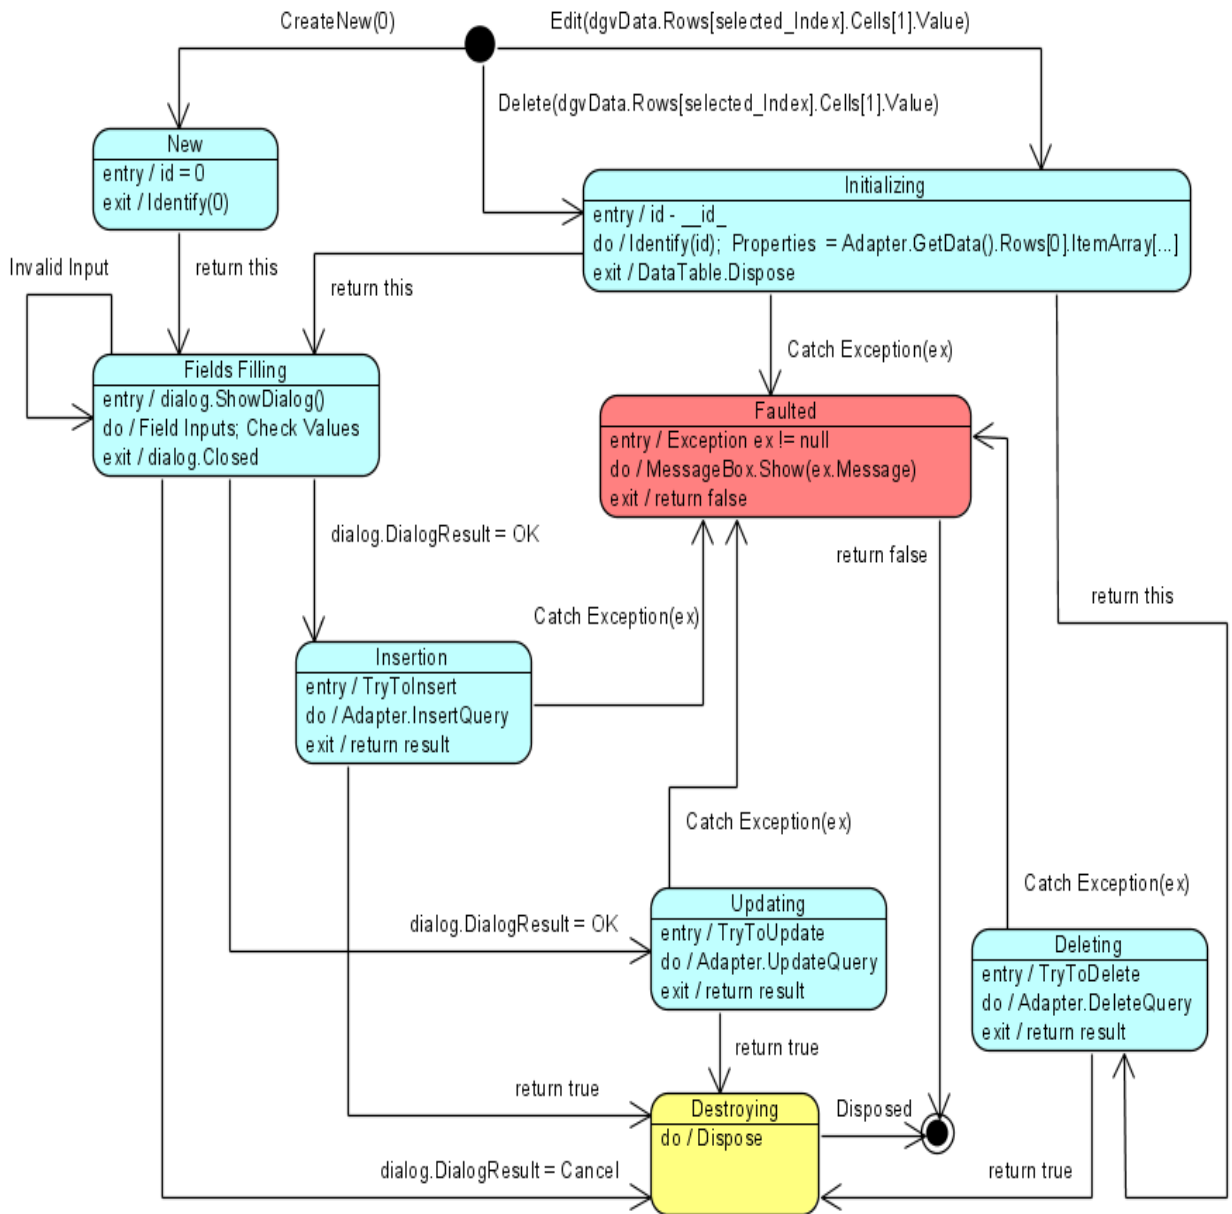 CreateNew(0)
Edit(dgvData.Rows[selected_Index].Cells[1].Value)
Delete(dgvData.Rows[selected_Index].Cells[1].Value)
New
entry / id = 0
exit / Identify(0)
Initializing
entry / id - __id_
do / Identify(id); Properties = Adapter.GetData().Rows[0].ItemArray[...]
exit / DataTable.Dispose
Invalid Input
return this
return this
Catch Exception(ex)
Fields Filling
entry / dialog.ShowDialog()
do / Field Inputs; Check Values
exit / dialog.Closed
Faulted
entry / Exception ex != null
do / MessageBox.Show(ex.Message)
exit / return false
dialog.DialogResult = OK
return false
return this
Catch Exception(ex)
Insertion
entry / TryToInsert
do / Adapter.InsertQuery
exit / return result
Catch Exception(ex)
Catch Exception(ex)
dialog.DialogResult = OK
Updating
entry / TryToUpdate
do / Adapter.UpdateQuery
exit / return result
Deleting
entry / TryToDelete
do / Adapter.DeleteQuery
exit / return result
return true
return true
Destroying
do / Dispose
Disposed
dialog.DialogResult = Cancel
return true